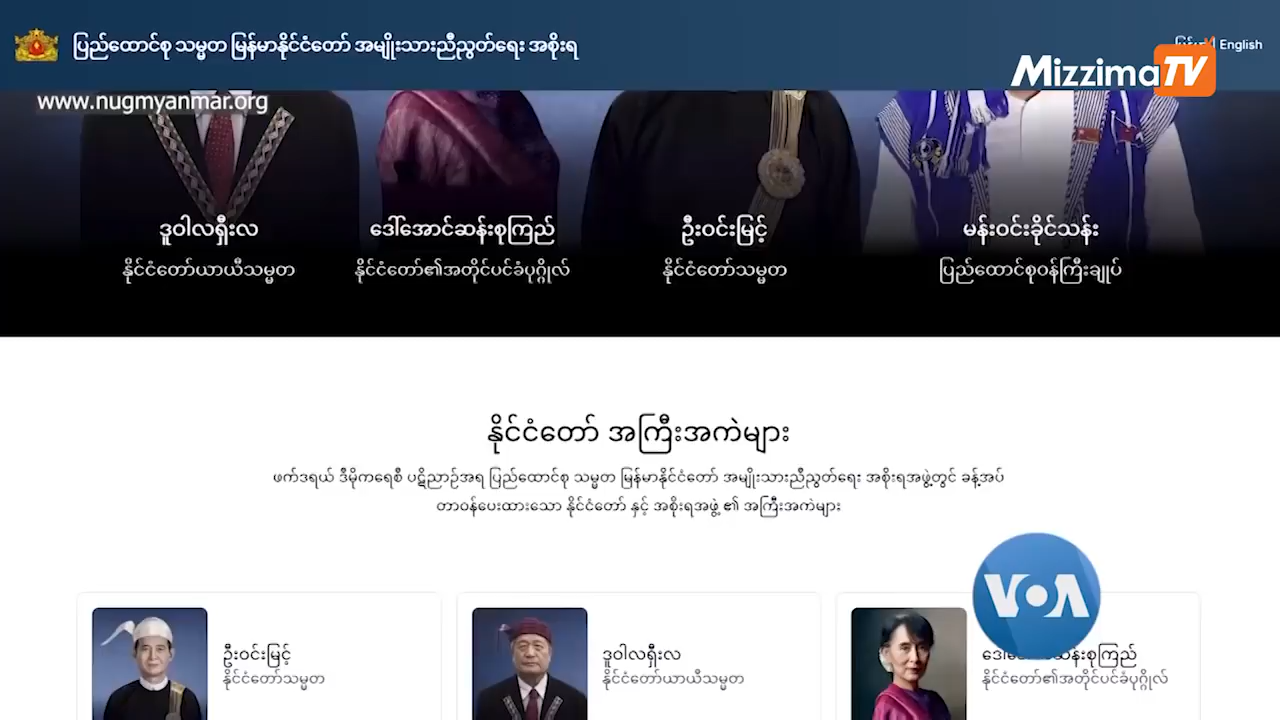 ပြည်ထောင်စု သမ္မတ မြန်မာနိုင်ငံတော် အမျိုးသားညီညွတ်ရေး အစိုးရ
English
Mizzima TV
www.nugmyanmar.org
ဒူဝါလရှီးလ
နိုင်ငံတော်ယာယီသမ္မတ
ဒေါ်အောင်ဆန်းစုကြည်
နိုင်ငံတော်၏အတိုင်ပင်ခံပုဂ္ဂိုလ်
ဦးဝင်းမြင့်
နိုင်ငံတော်သမ္မတ
မန်းဝင်းခိုင်သန်း
ပြည်ထောင်စုဝန်ကြီးချုပ်
နိုင်ငံတော် အကြီးအကဲများ
ဖက်ဒရယ် ဒီမိုကရေစီ ပဋိညာဉ်အရ ပြည်ထောင်စု သမ္မတ မြန်မာနိုင်ငံတော် အမျိုးသားညီညွတ်ရေး အစိုးရအဖွဲ့တွင် ခန့်အပ်
တာဝန်ပေးထားသော နိုင်ငံတော် နှင့် အစိုးရအဖွဲ့ ၏ အကြီးအကဲများ
ဦးဝင်းမြင့်
နိုင်ငံတော်သမ္မတ
ဒူဝါလရှီးလ
နိုင်ငံတော်ယာယီသမ္မတ
VOA
နိုင်ငံတော်၏အတိုင်ပင်ခံပုဂ္ဂိုလ်